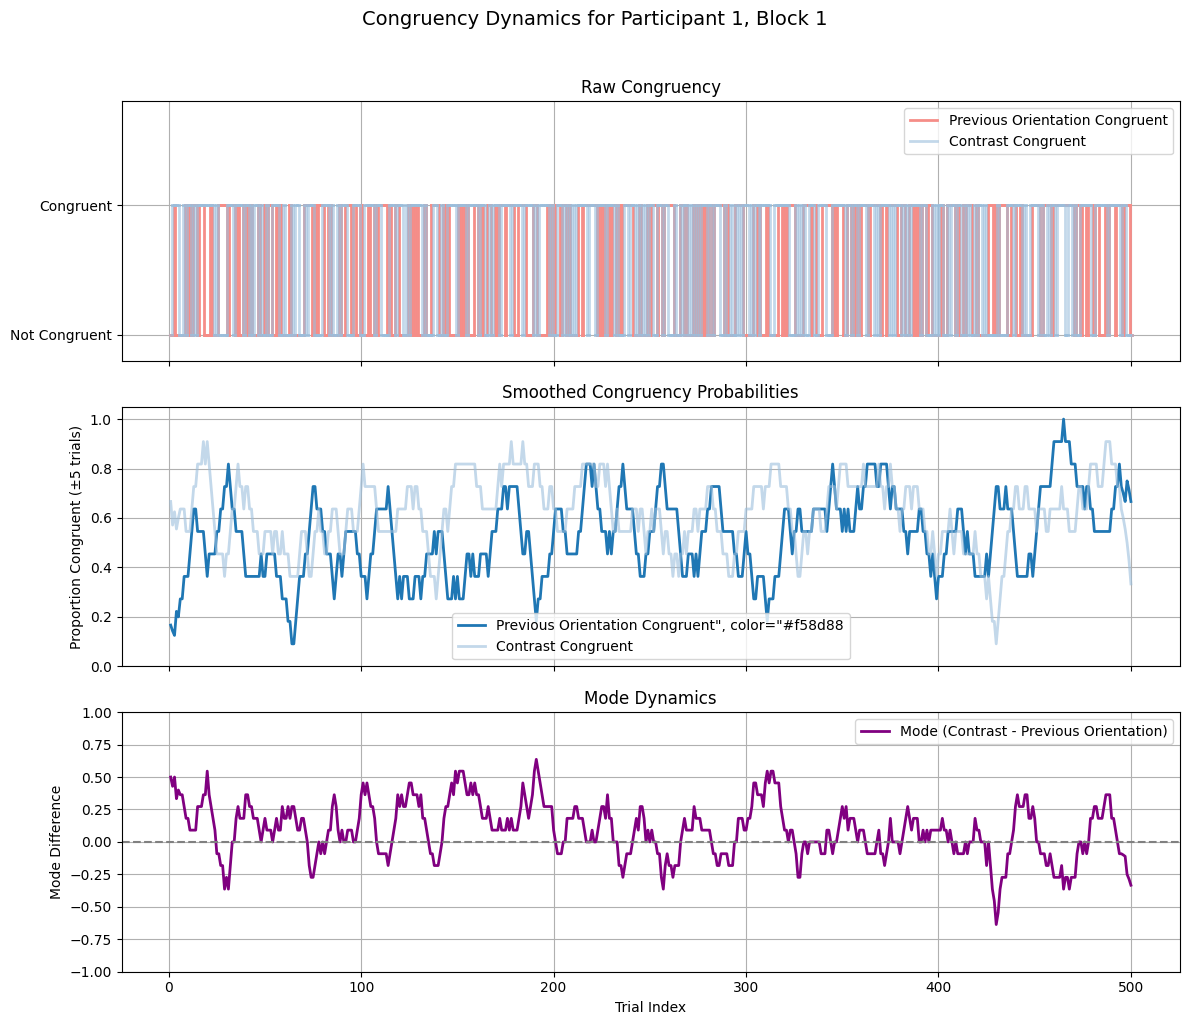 Congruency Dynamics for Participant 1, Block 1
Raw Congruency
Previous Orientation Congruent
Contrast Congruent
Congruent
Not Congruent
Smoothed Congruency Probabilities
Proportion Congruent (±5 trials)
1.0
0.8
0.6
0.4
0.2
0.0
Previous Orientation Congruent", color="#f58d88
Contrast Congruent
Mode Dynamics
Mode Difference
1.00
0.75
0.50
0.25
0.00
−0.25
−0.50
−0.75
−1.00
Mode (Contrast - Previous Orientation)
0 100 200 300 400 500
Trial Index